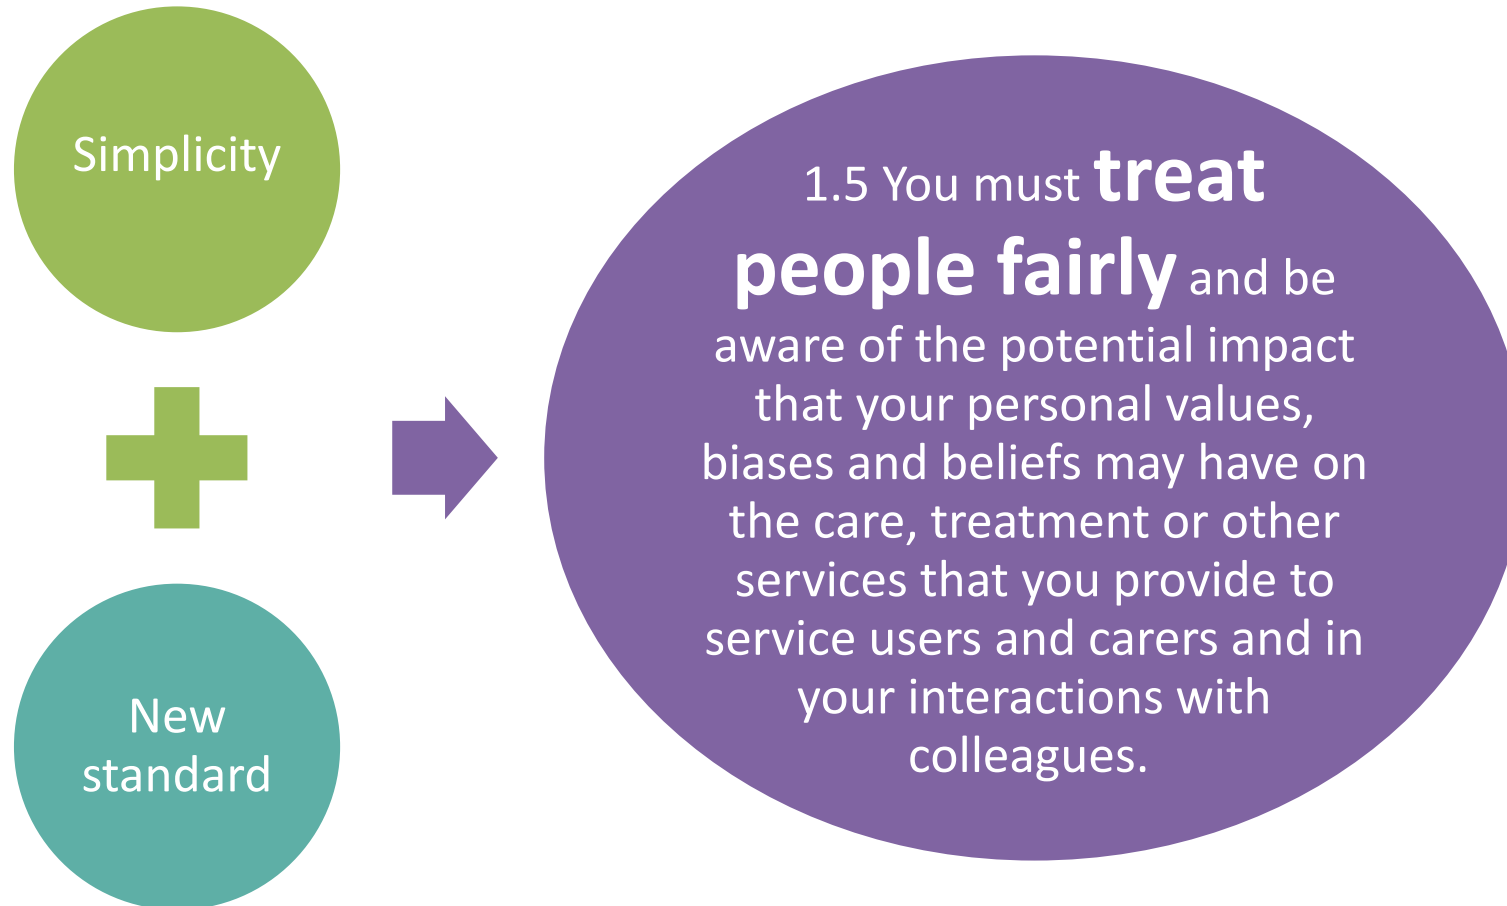 Simplicity
New
standard
1.5 You must treat
people fairly and be
aware of the potential impact
that your personal values,
biases and beliefs may have on
the care, treatment or other
services that you provide to
service users and carers and in
your interactions with
colleagues.